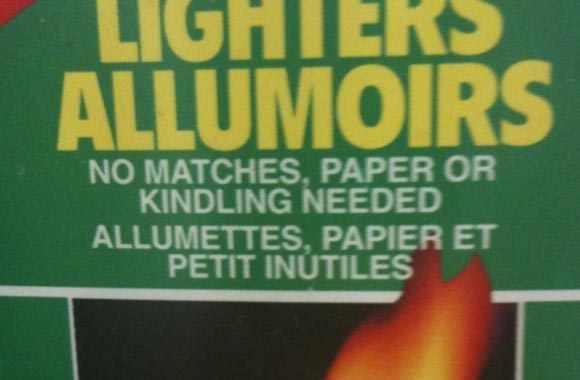 LIGHTERS
ALLUMOIRS
NO MATCHES, PAPER OR
KINDLING NEEDED
ALLUMETTES, PAPIER ET
PETIT INUTILES